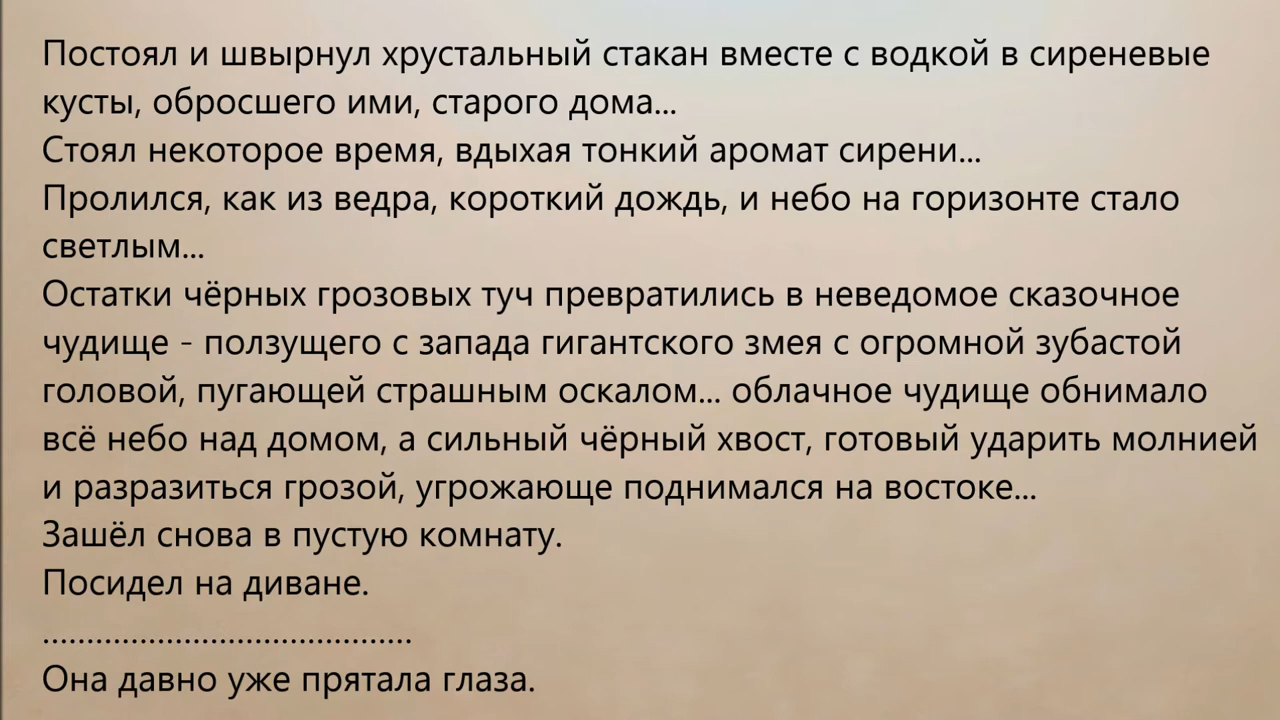 Постоял и швырнул хрустальный стакан вместе с водкой в сиреневые
кусты, обросшего ими, старого дома...
Стоял некоторое время, вдыхая тонкий аромат сирени...
Пролился, как из ведра, короткий дождь, и небо на горизонте стало
светлым...
Остатки чёрных грозовых туч превратились в неведомое сказочное
чудище - ползущего с запада гигантского змея с огромной зубастой
головой, пугающей страшным оскалом... облачное чудище обнимало
всё небо над домом, а сильный чёрный хвост, готовый ударить молнией
и разразиться грозой, угрожающе поднимался на востоке...
Зашёл снова в пустую комнату.
Посидел на диване.
.......................................
Она давно уже прятала глаза.